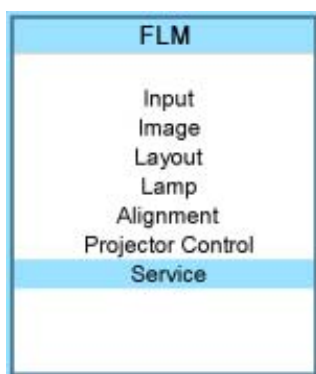 FLM
Input
Image
Layout
Lamp
Alignment
Projector Control
Service